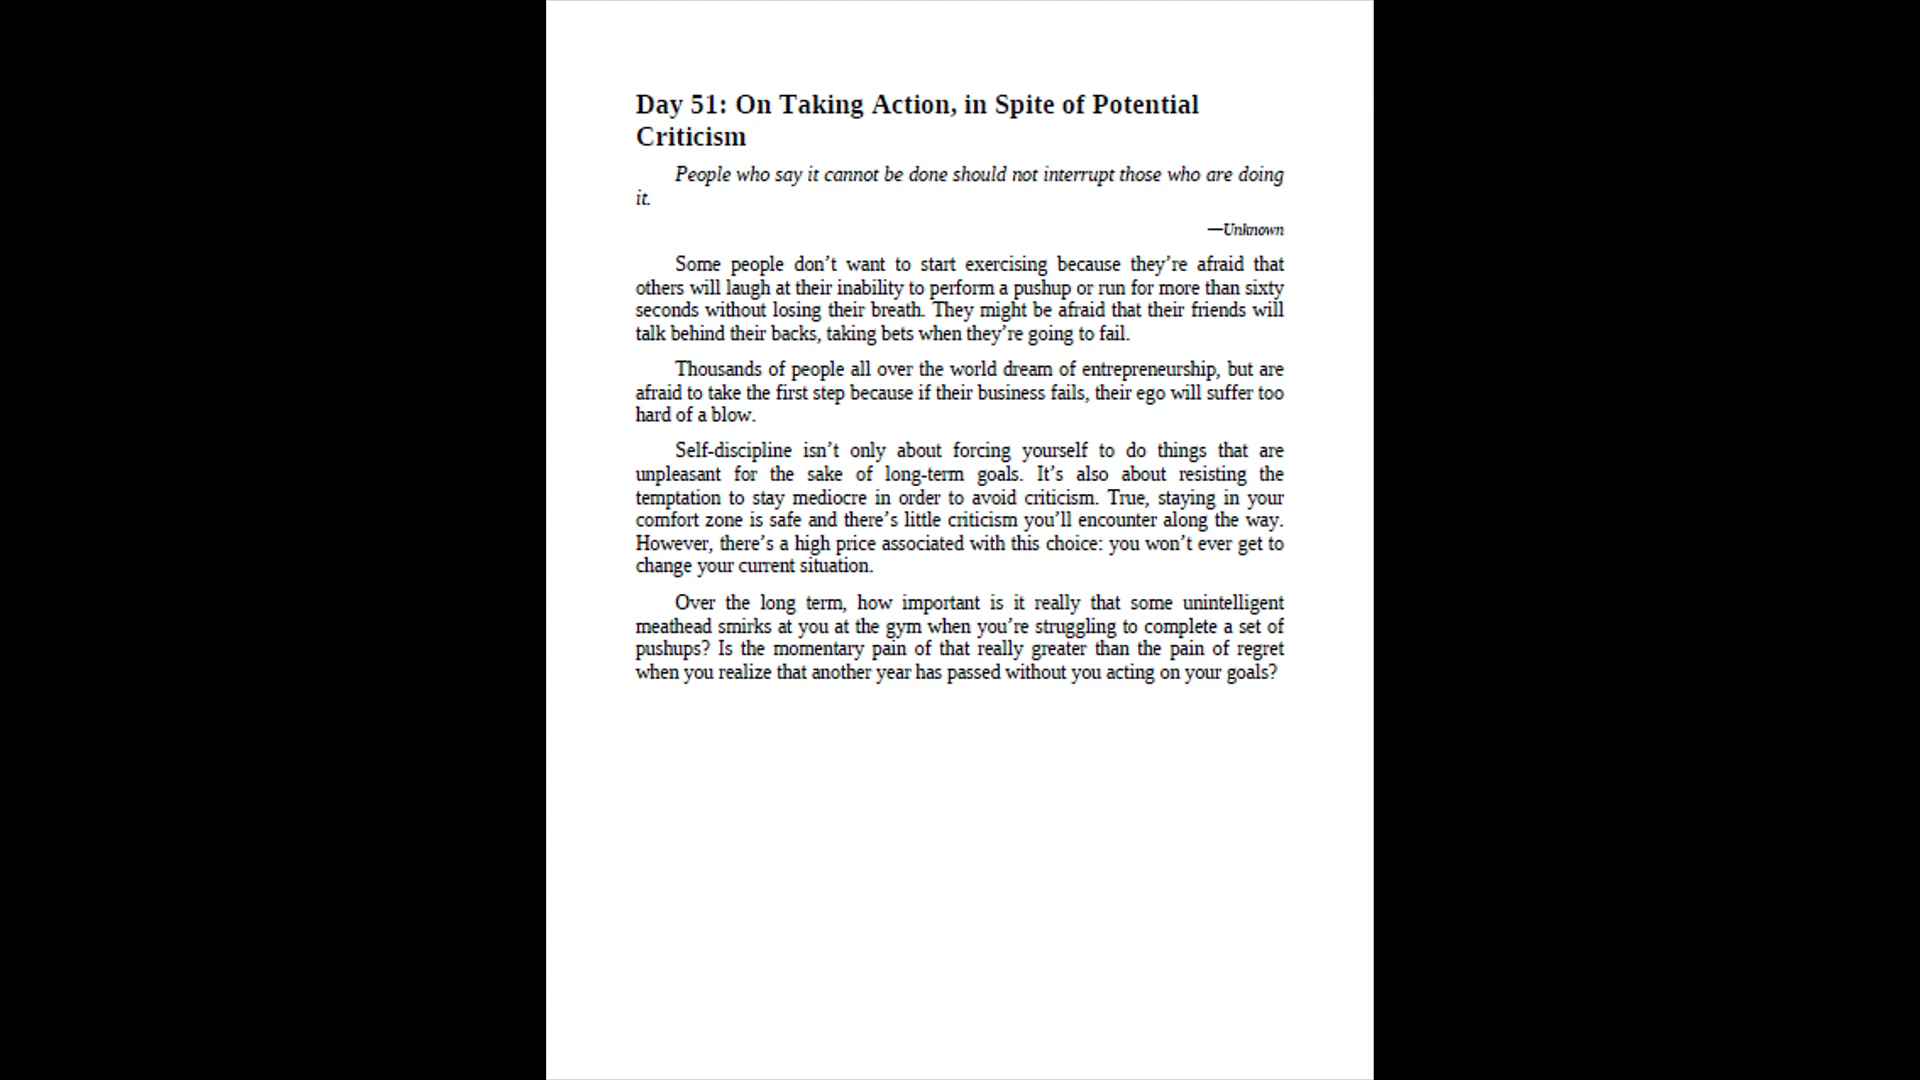 Day 51: On Taking Action, in Spite of Potential
Criticism
People who say it cannot be done should not interrupt those who are doing
it.
—Unknown
Some people don’t want to start exercising because they’re afraid that
others will laugh at their inability to perform a pushup or run for more than sixty
seconds without losing their breath. They might be afraid that their friends will
talk behind their backs, taking bets when they’re going to fail.
Thousands of people all over the world dream of entrepreneurship, but are
afraid to take the first step because if their business fails, their ego will suffer too
hard of a blow.
Self-discipline isn’t only about forcing yourself to do things that are
unpleasant for the sake of long-term goals. It’s also about resisting the
temptation to stay mediocre in order to avoid criticism. True, staying in your
comfort zone is safe and there’s little criticism you’ll encounter along the way.
However, there’s a high price associated with this choice: you won’t ever get to
change your current situation.
Over the long term, how important is it really that some unintelligent
meathead smirks at you at the gym when you’re struggling to complete a set of
pushups? Is the momentary pain of that really greater than the pain of regret
when you realize that another year has passed without you acting on your goals?